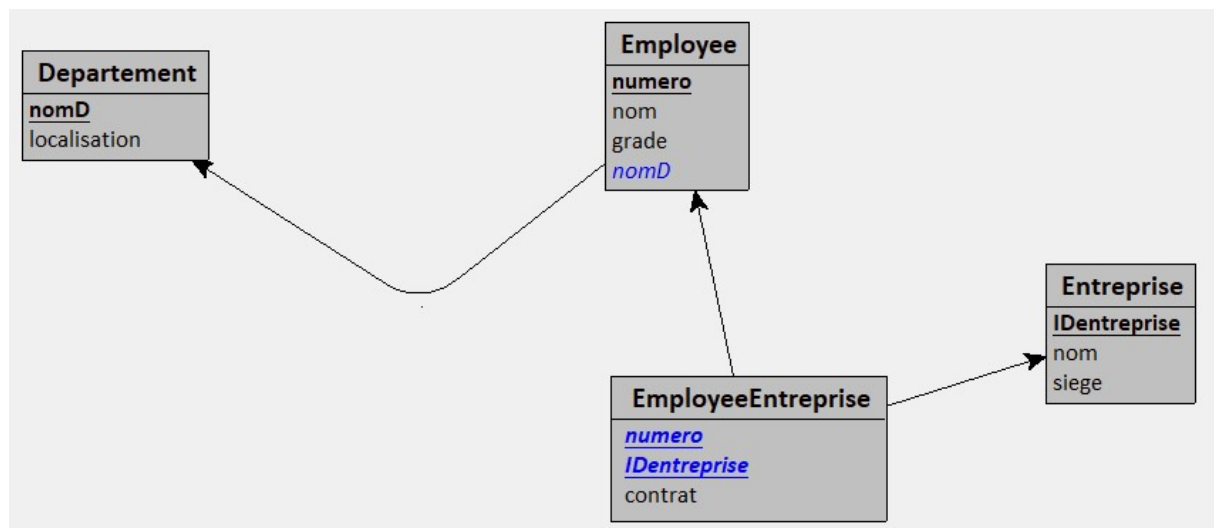 Departement
nomD
localisation
Employee
numero
nom
grade
nomD
Entreprise
IDentreprise
nom
siege
EmployeeEntreprise
numero
IDentreprise
contrat